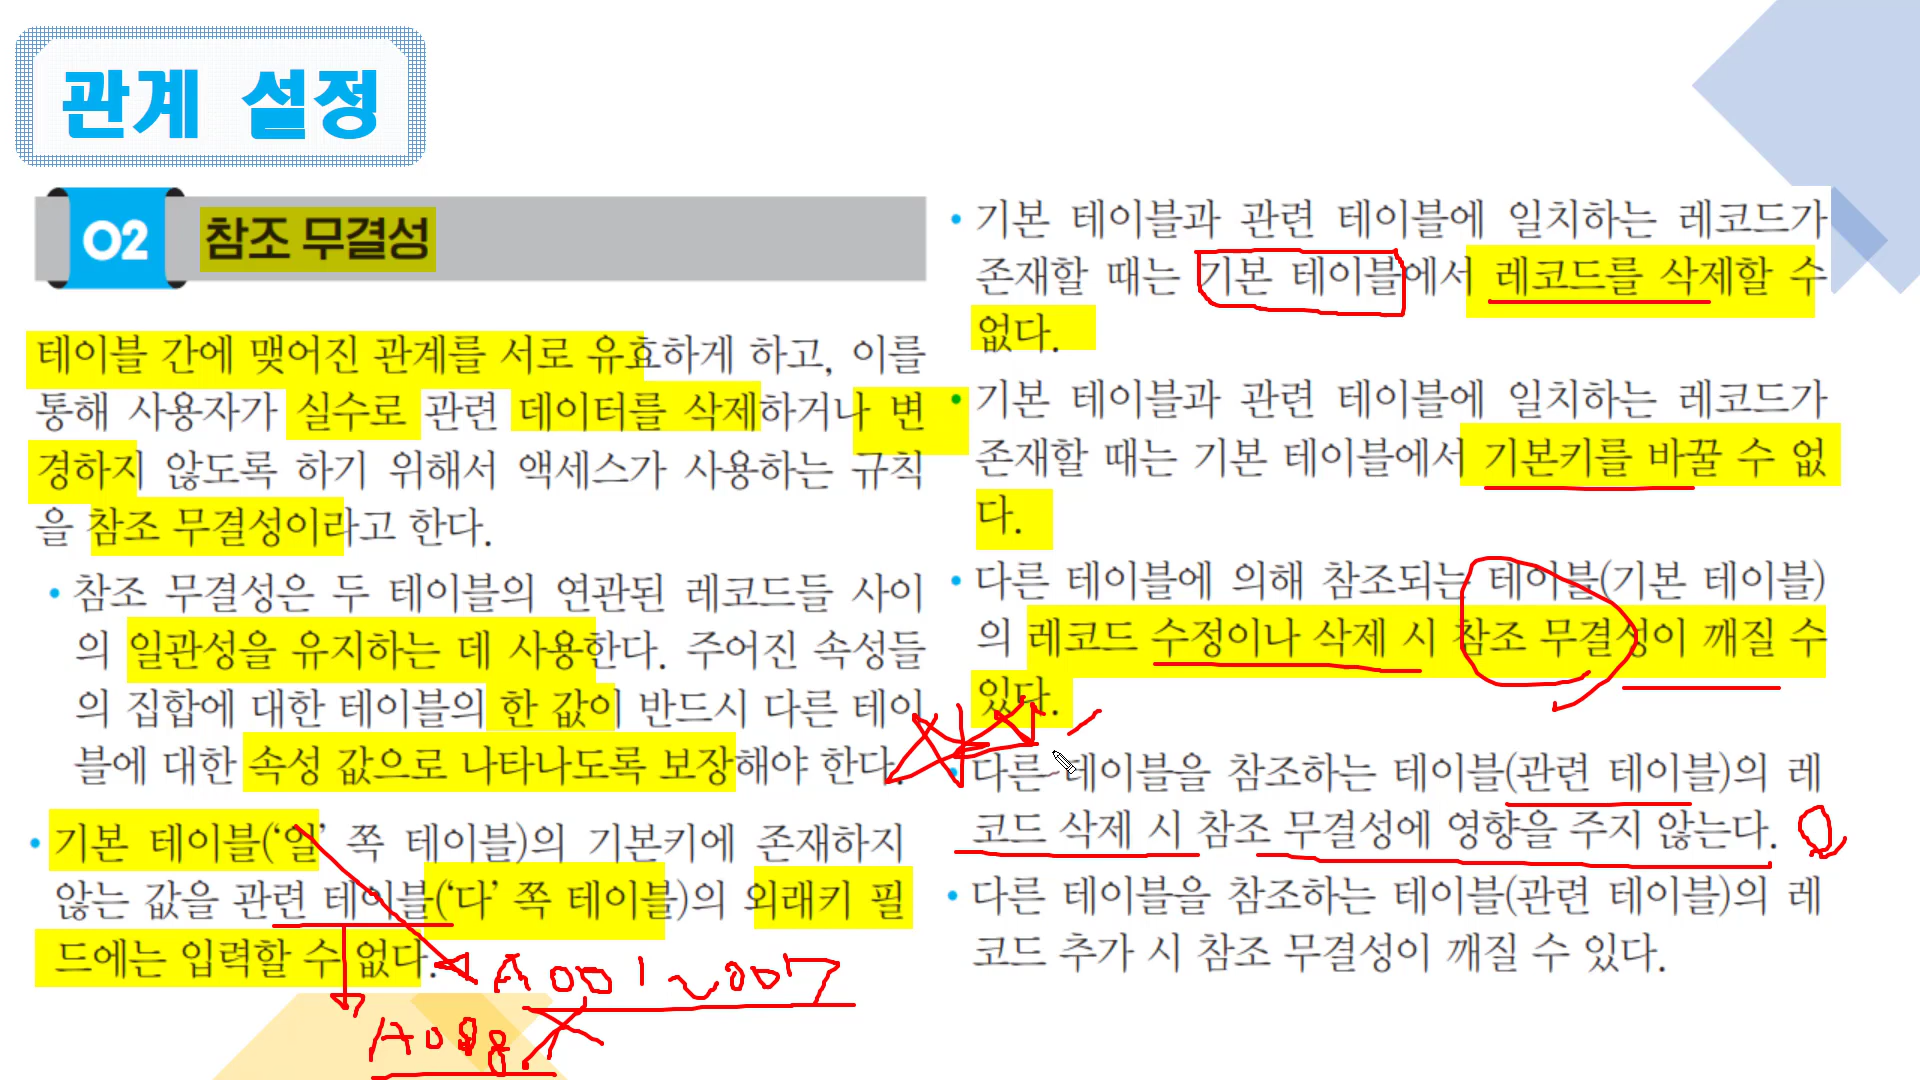 관계 설정
02 참조 무결성
테이블 간에 맺어진 관계를 서로 유효하게 하고, 이를
통해 사용자가 실수로 관련 데이터를 삭제하거나 변
경하지 않도록 하기 위해서 액세스가 사용하는 규칙
을 참조 무결성이라고 한다.
• 참조 무결성은 두 테이블의 연관된 레코드들 사이
의 일관성을 유지하는 데 사용한다. 주어진 속성들
의 집합에 대한 테이블의 한 값이 반드시 다른 테이
블에 대한 속성 값으로 나타나도록 보장해야 한다.
• 기본 테이블(‘일’ 쪽 테이블)의 기본키에 존재하지
않는 값을 관련 테이블(‘다’ 쪽 테이블)의 외래키 필
드에는 입력할 수 없다.
A001~007
A088
• 기본 테이블과 관련 테이블에 일치하는 레코드가
존재할 때는 기본 테이블에서 레코드를 삭제할 수
없다.
• 기본 테이블과 관련 테이블에 일치하는 레코드가
존재할 때는 기본 테이블에서 기본키를 바꿀 수 없
다.
• 다른 테이블에 의해 참조되는 테이블(기본 테이블)
의 레코드 수정이나 삭제 시 참조 무결성이 깨질 수
있다.
• 다른 테이블을 참조하는 테이블(관련 테이블)의 레
코드 삭제 시 참조 무결성에 영향을 주지 않는다.
• 다른 테이블을 참조하는 테이블(관련 테이블)의 레
코드 추가 시 참조 무결성이 깨질 수 있다.